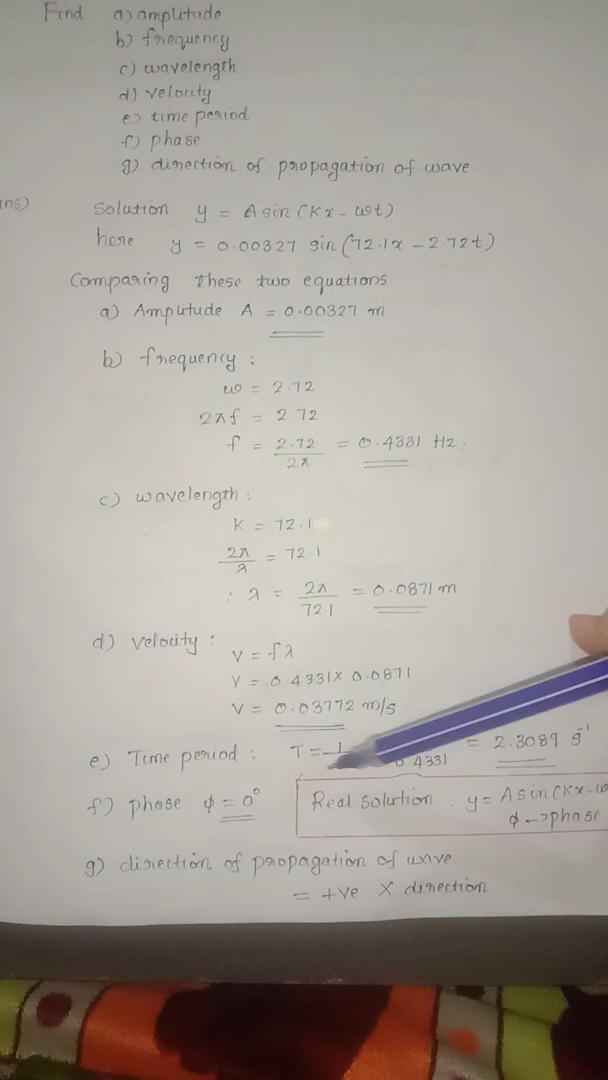 Find a) amplitude
b) frequency
c) wavelength
d) velocity
e) time period
f) phase
g) direction of propagation of wave
ns) Solution y = A sin (Kx - ωt)
here y = 0.00327 sin (72.1x - 2.72t)
Comparing these two equations
a) Amplitude A = 0.00327 m
b) frequency :
ω = 2.72
2πf = 2.72
f = 2.72/2π = 0.4331 Hz.
c) wavelength :
K = 72.1
2π/λ = 72.1
∴ λ = 2π/72.1 = 0.0871 m
d) velocity :
V = fλ
V = 0.4331 x 0.0871
V = 0.03772 m/s
e) Time period : T = 1 0.4331 = 2.3089 s⁻¹
f) phase φ = 0° Real solution . y = A sin (Kx - ω
φ -> phase
g) direction of propagation of wave
= +ve X direction